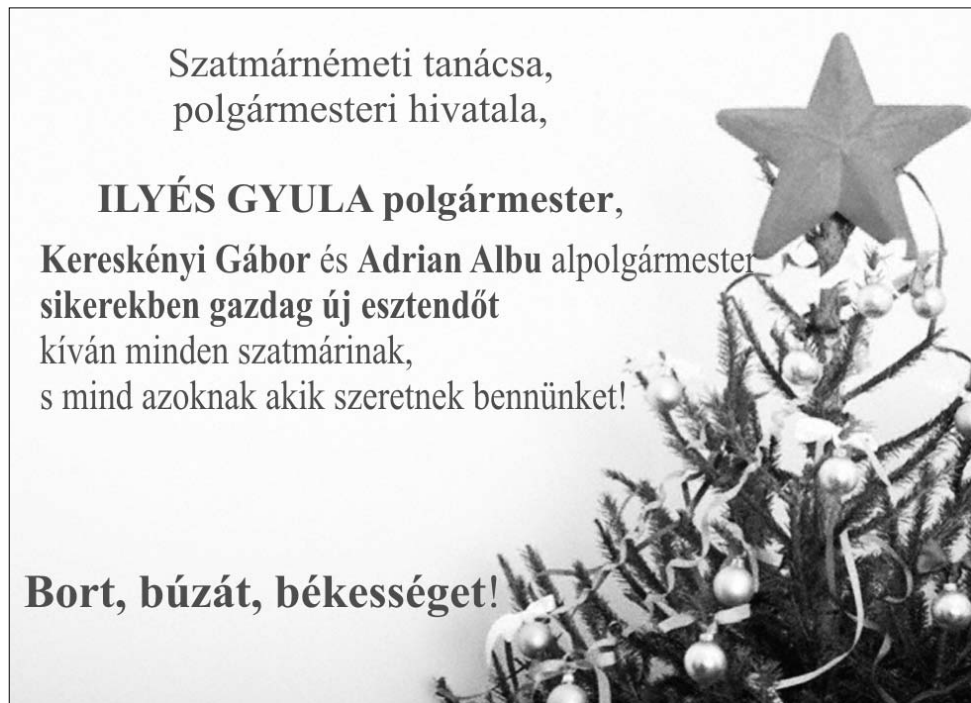 Szatmárnémeti tanácsa,
polgármesteri hivatala,
ILYÉS GYULA polgármester,
Kereskényi Gábor és Adrian Albu alpolgármester
sikerekben gazdag új esztendőt
kíván minden szatmárinak,
s mind azoknak akik szeretnek bennünket!
Bort, búzát, békességet!